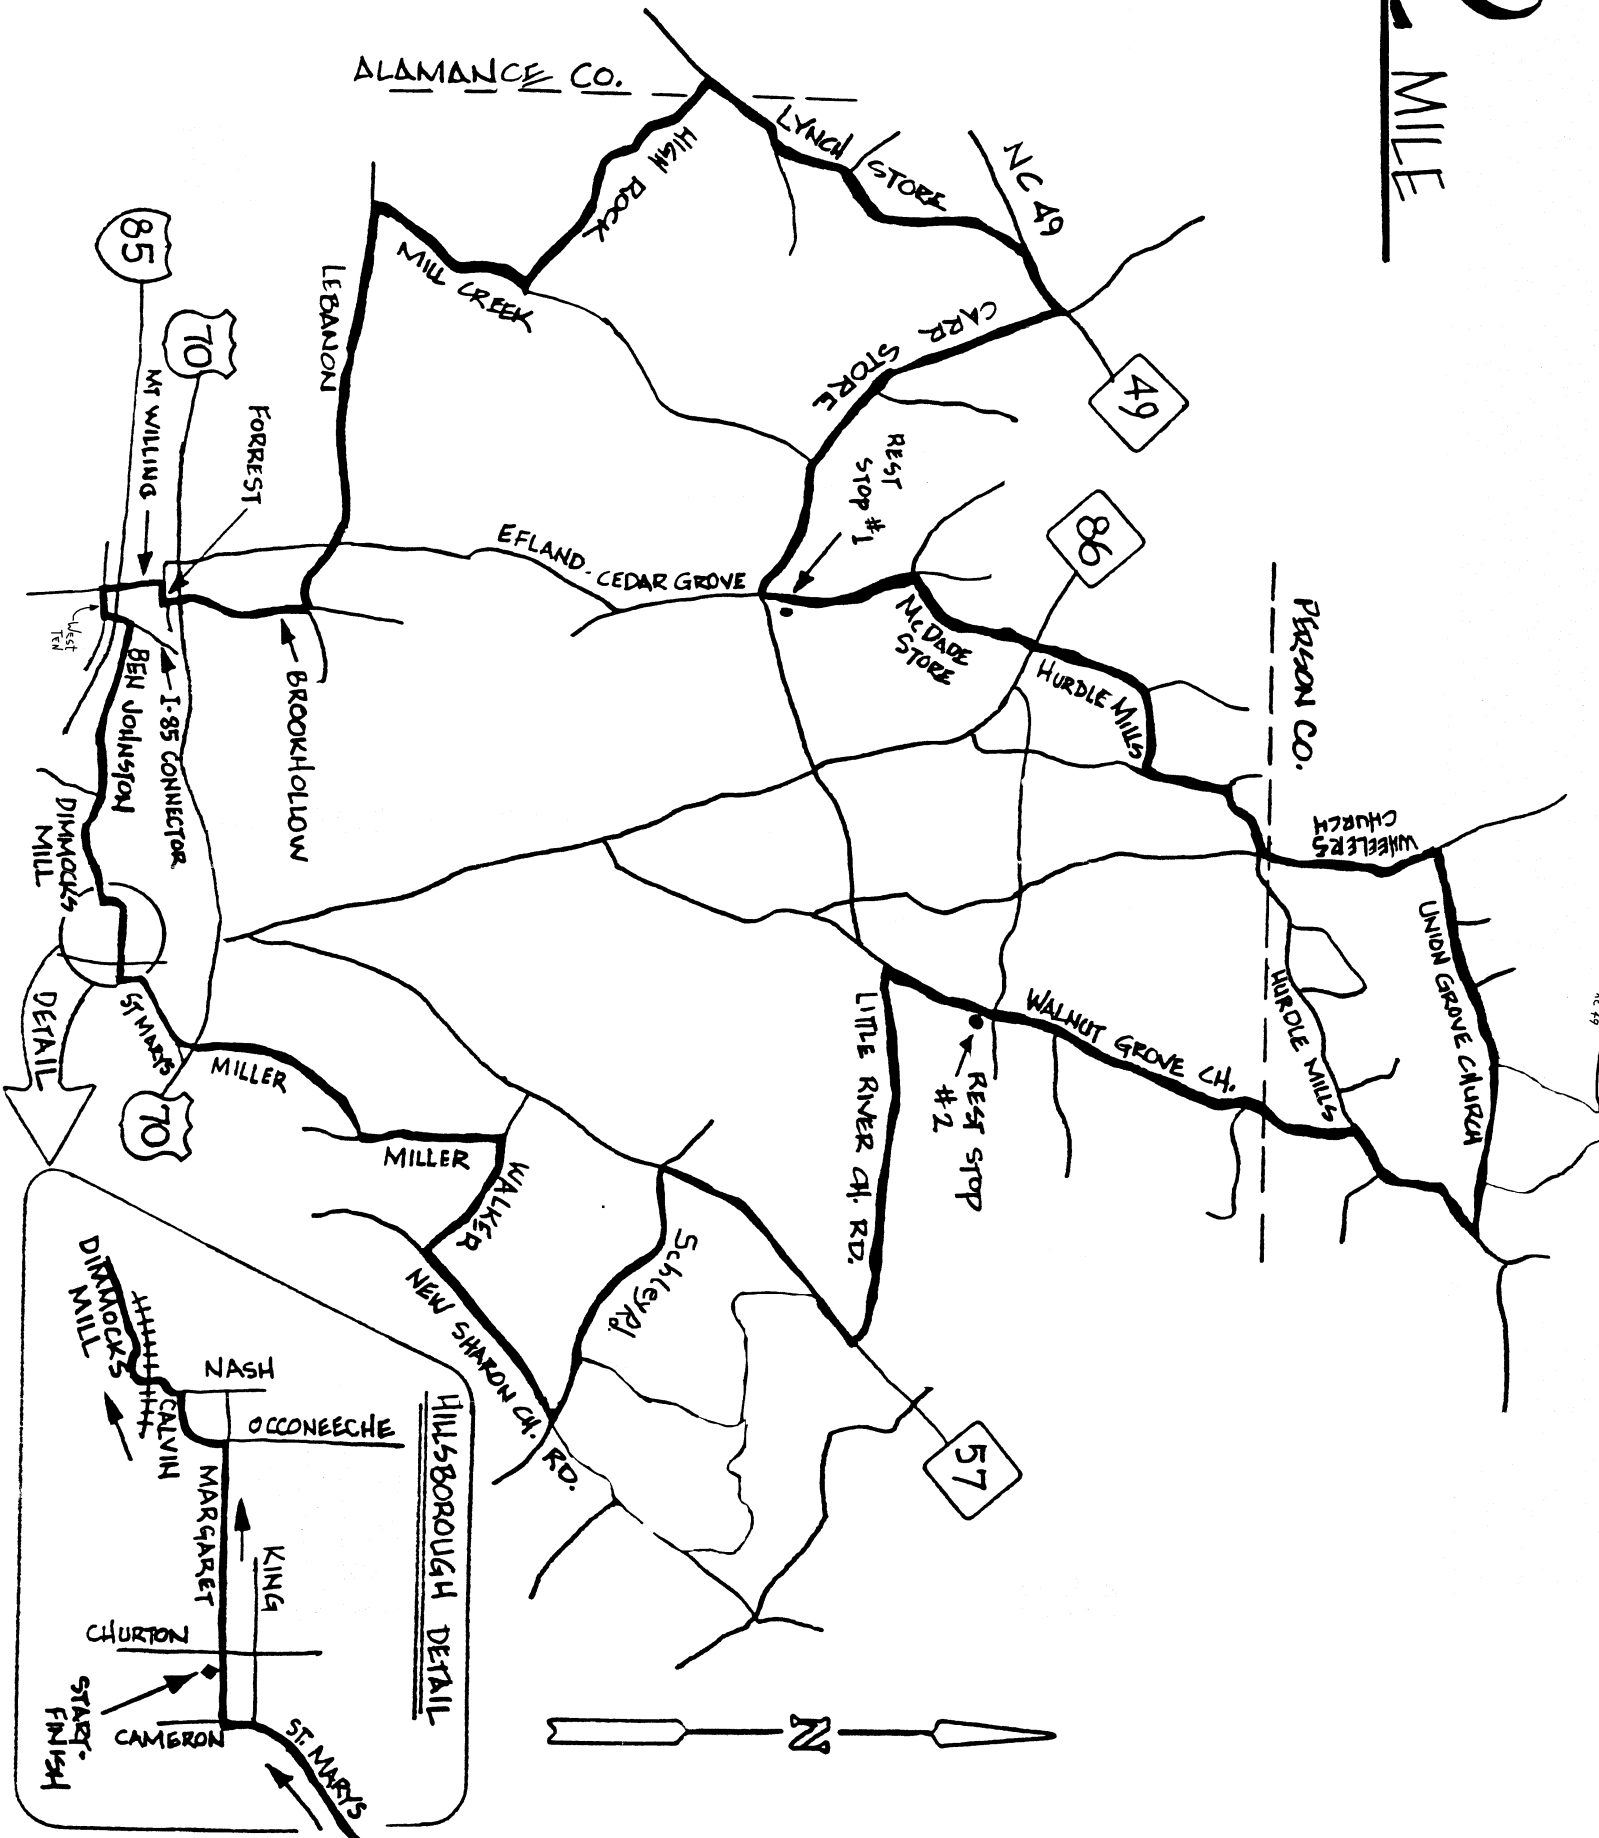 MILE
ALAMANCE CO.
LYNCH STORE
NC 49
HIGH ROCK
MILL CREEK
CARR STORE
49
LEBANON
85
70
MT WILLING
FORREST
REST
STOP #1
86
EFLAND-CEDAR GROVE
MCDADE
STORE
HURDLE MILLS
PERSON CO.
WHEELERS
CHURCH
UNION GROVE CHURCH
HURDLE MILLS
WALNUT GROVE CH.
REST STOP
#2
LITTLE RIVER CH. RD.
WEST
TEN
BEN JOHNSTON
I-85 CONNECTOR
BROOKHOLLOW
DIMMOCKS
MILL
DETAIL
ST MARYS
70
MILLER
MILLER
WALKER
NEW SHARON CH. RD.
Schley Rd.
57
N
HILLSBOROUGH DETAIL
DIMMOCKS
MILL
NASH
CALVIN
OCCONEECHE
MARGARET
KING
CHURTON
START-
FINISH
CAMERON
ST. MARYS